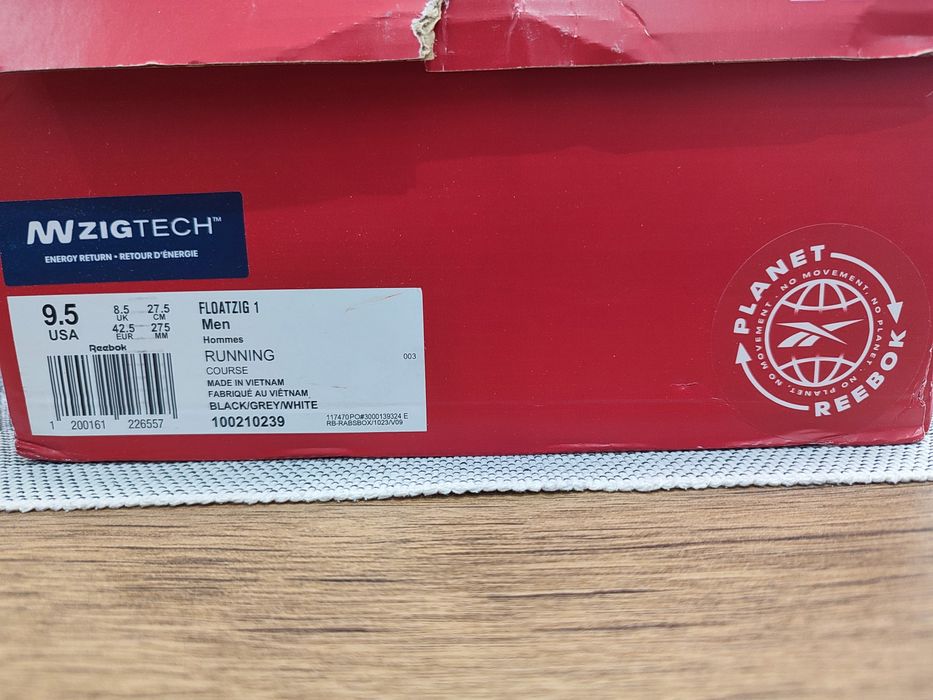 ZIGTECH™
ENERGY RETURN • RETOUR D'ÉNERGIE
9.5
USA
8.5
UK
27.5
CM
42.5
EUR
275
MM
Reebok
1 200161 226557
FLOATZIG 1
Men
Hommes
RUNNING
COURSE
003
MADE IN VIETNAM
FABRIQUÉ AU VIÊTNAM
BLACK/GREY/WHITE
100210239
117470PO#3000139324 E
RB-RABSBOX/1023/V09
PLANET
REEBOK
NO MOVEMENT, NO PLANET.
NO MOVEMENT, NO PLANET.